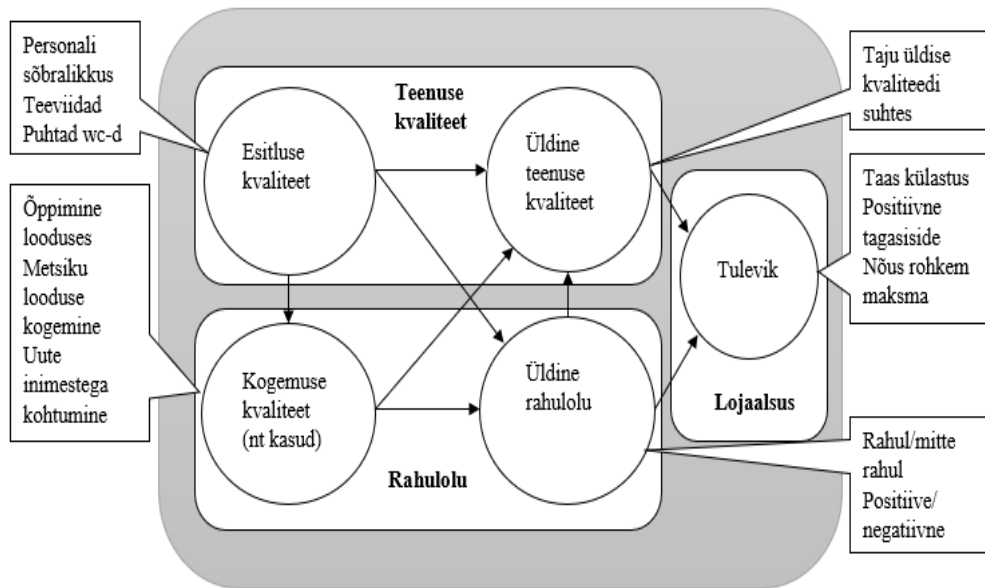 Personali
sõbralikkus
Teeviidad
Puhtad wc-d
Õppimine
looduses
Metsiku
looduse
kogemine
Uute
inimestega
kohtumine
Teenuse
kvaliteet
Esitluse
kvaliteet
Üldine
teenuse
kvaliteet
Kogemuse
kvaliteet
(nt kasud)
Üldine
rahulolu
Rahulolu
Tulevik
Lojaalsus
Taju üldise
kvaliteedi
suhtes
Taas külastus
Positiivne
tagasiside
Nõus rohkem
maksma
Rahul/mitte
rahul
Positiive/
negatiivne